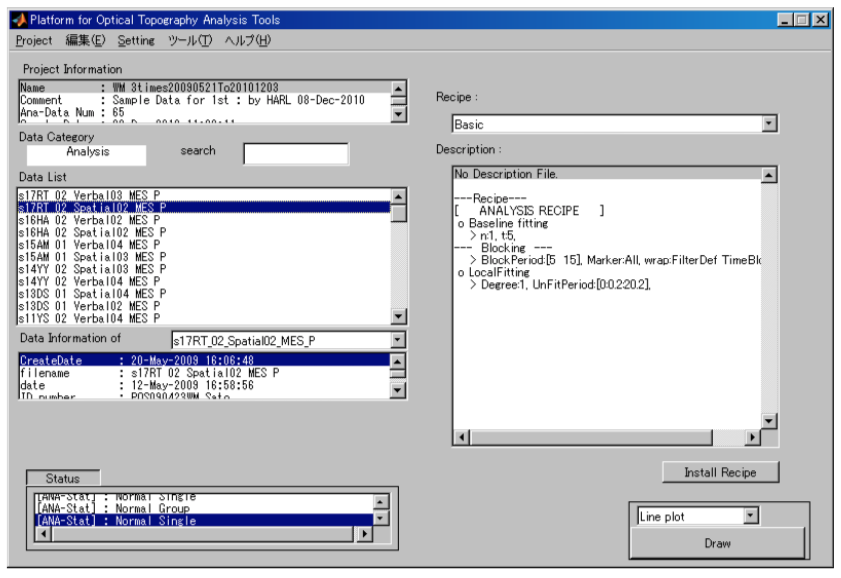 Platform for Optical Topography Analysis Tools
Project 編集(E) Setting ツール(T) ヘルプ(H)
Project Information
Name : WM 3times20090521To20101203
Comment : Sample Data for 1st : by HARL 08-Dec-2010
Ana-Data Num : 65
Data Category
Analysis
search
Data List
s17RT 02 Verbal03 MES P
s17RT 02 Spatial02 MES P
s16HA 02 Verbal02 MES P
s16HA 02 Spatial02 MES P
s15AM 01 Verbal04 MES P
s15AM 01 Spatial03 MES P
s14YY 02 Spatial03 MES P
s14YY 02 Verbal04 MES P
s13DS 01 Spatial04 MES P
s13DS 01 Verbal02 MES P
s11YS 02 Verbal04 MES P
Data Information of
s17RT_02_Spatial02_MES_P
CreateDate : 20-May-2009 16:06:48
filename : s17RT 02 Spatial02 MES P
date : 12-May-2009 16:58:56
ID number : POS090423WM Sato
Status
[ANA-Stat] : Normal Single
[ANA-Stat] : Normal Group
[ANA-Stat] : Normal Single
Recipe :
Basic
Description :
No Description File.
---Recipe---
[ ANALYSIS RECIPE ]
o Baseline fitting
> n:1, t:5,
--- Blocking ---
> BlockPeriod:[5 15], Marker:All, wrap:FilterDef TimeBlo
o LocalFitting
> Degree:1, UnFitPeriod:[0:0.2:20.2],
Install Recipe
Line plot
Draw